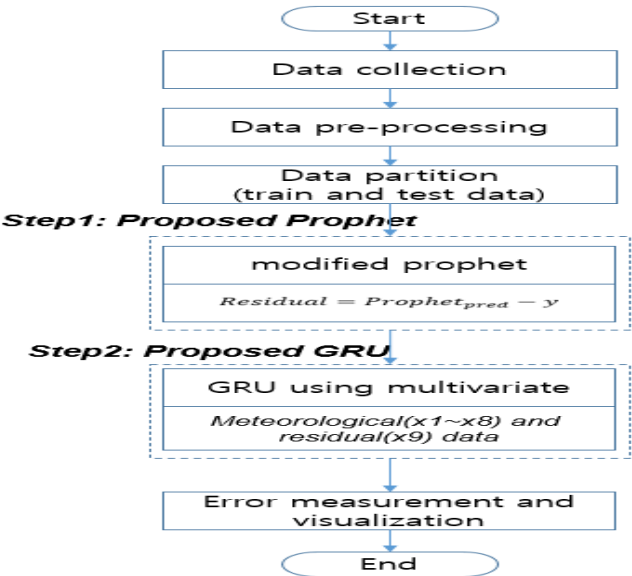 Start
Data collection
Data pre-processing
Data partition
(train and test data)
Step1: Proposed Prophet
modified prophet
Residual = Prophet_pred − y
Step2: Proposed GRU
GRU using multivariate
Meteorological(x1~x8) and
residual(x9) data
Error measurement and
visualization
End